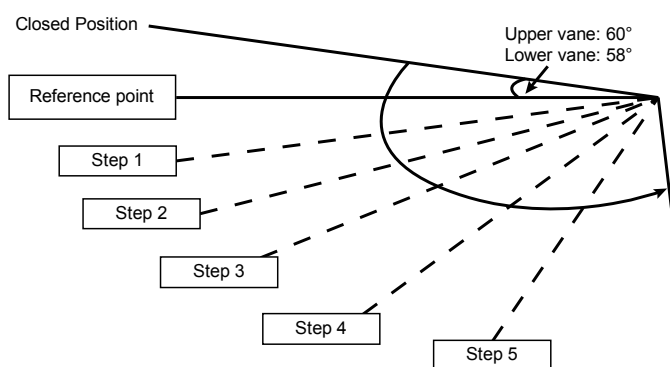 Closed Position
Upper vane: 60°
Lower vane: 58°
Reference point
Step 1
Step 2
Step 3
Step 4
Step 5